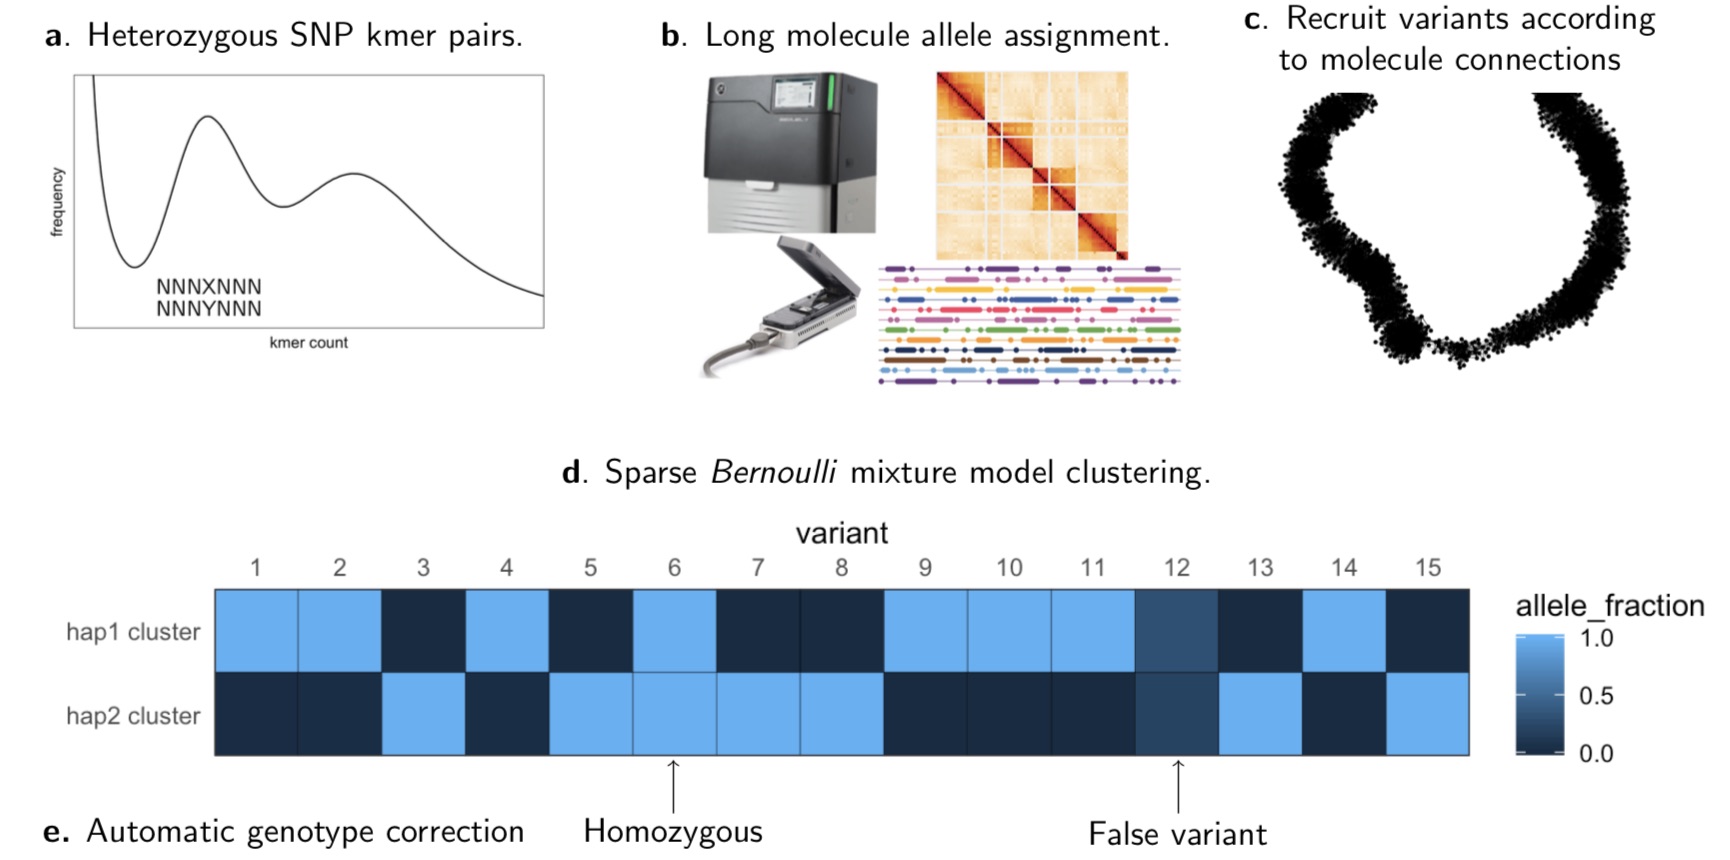 a. Heterozygous SNP kmer pairs.
frequency
NNNXNNN
NNNYNNN
kmer count
b. Long molecule allele assignment.
c. Recruit variants according
to molecule connections
d. Sparse Bernoulli mixture model clustering.
variant
1 2 3 4 5 6 7 8 9 10 11 12 13 14 15
hap1 cluster
hap2 cluster
allele_fraction
1.0
0.5
0.0
e. Automatic genotype correction
Homozygous
False variant